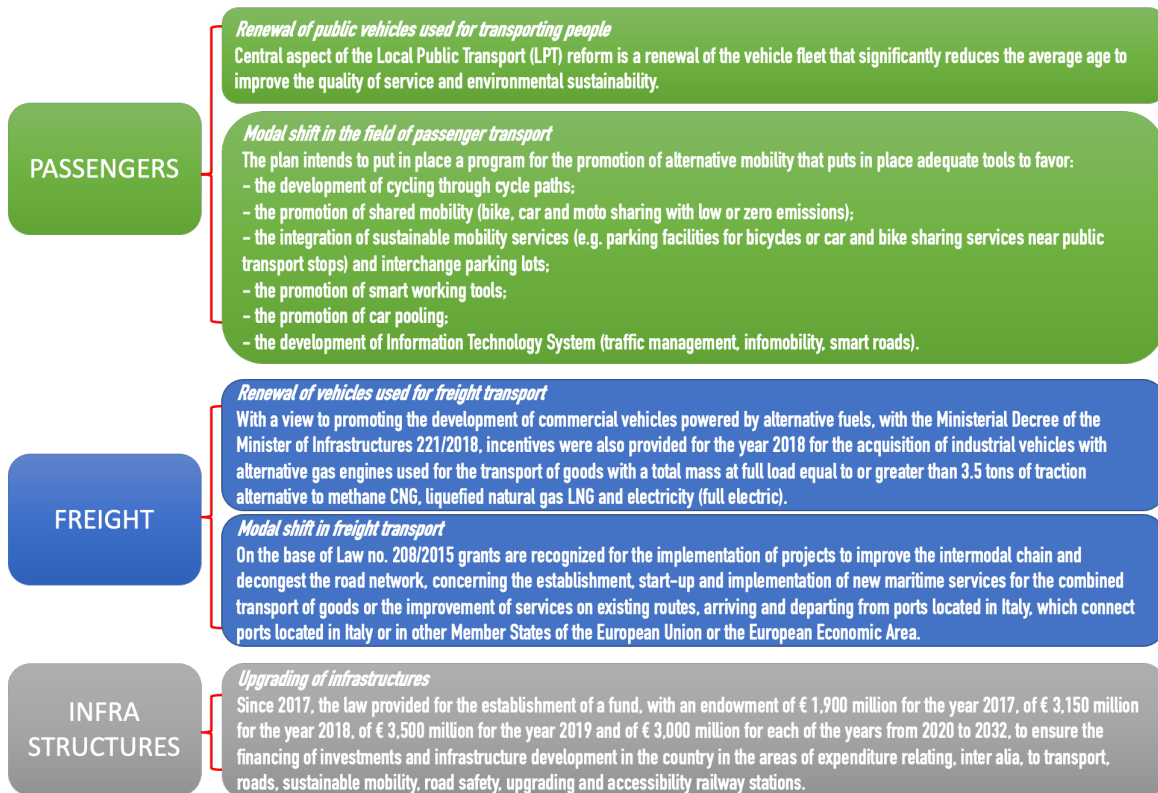 PASSENGERS
Renewal of public vehicles used for transporting people
Central aspect of the Local Public Transport (LPT) reform is a renewal of the vehicle fleet that significantly reduces the average age to
improve the quality of service and environmental sustainability.
Modal shift in the field of passenger transport
The plan intends to put in place a program for the promotion of alternative mobility that puts in place adequate tools to favor:
- the development of cycling through cycle paths;
- the promotion of shared mobility (bike, car and moto sharing with low or zero emissions);
- the integration of sustainable mobility services (e.g. parking facilities for bicycles or car and bike sharing services near public
transport stops) and interchange parking lots;
- the promotion of smart working tools;
- the promotion of car pooling;
- the development of Information Technology System (traffic management, infomobility, smart roads).
FREIGHT
Renewal of vehicles used for freight transport
With a view to promoting the development of commercial vehicles powered by alternative fuels, with the Ministerial Decree of the
Minister of Infrastructures 221/2018, incentives were also provided for the year 2018 for the acquisition of industrial vehicles with
alternative gas engines used for the transport of goods with a total mass at full load equal to or greater than 3.5 tons of traction
alternative to methane CNG, liquefied natural gas LNG and electricity (full electric).
Modal shift in freight transport
On the base of Law no. 208/2015 grants are recognized for the implementation of projects to improve the intermodal chain and
decongest the road network, concerning the establishment, start-up and implementation of new maritime services for the combined
transport of goods or the improvement of services on existing routes, arriving and departing from ports located in Italy, which connect
ports located in Italy or in other Member States of the European Union or the European Economic Area.
INFRA
STRUCTURES
Upgrading of infrastructures
Since 2017, the law provided for the establishment of a fund, with an endowment of € 1,900 million for the year 2017, of € 3,150 million
for the year 2018, of € 3,500 million for the year 2019 and of € 3,000 million for each of the years from 2020 to 2032, to ensure the
financing of investments and infrastructure development in the country in the areas of expenditure relating, inter alia, to transport,
roads, sustainable mobility, road safety, upgrading and accessibility railway stations.